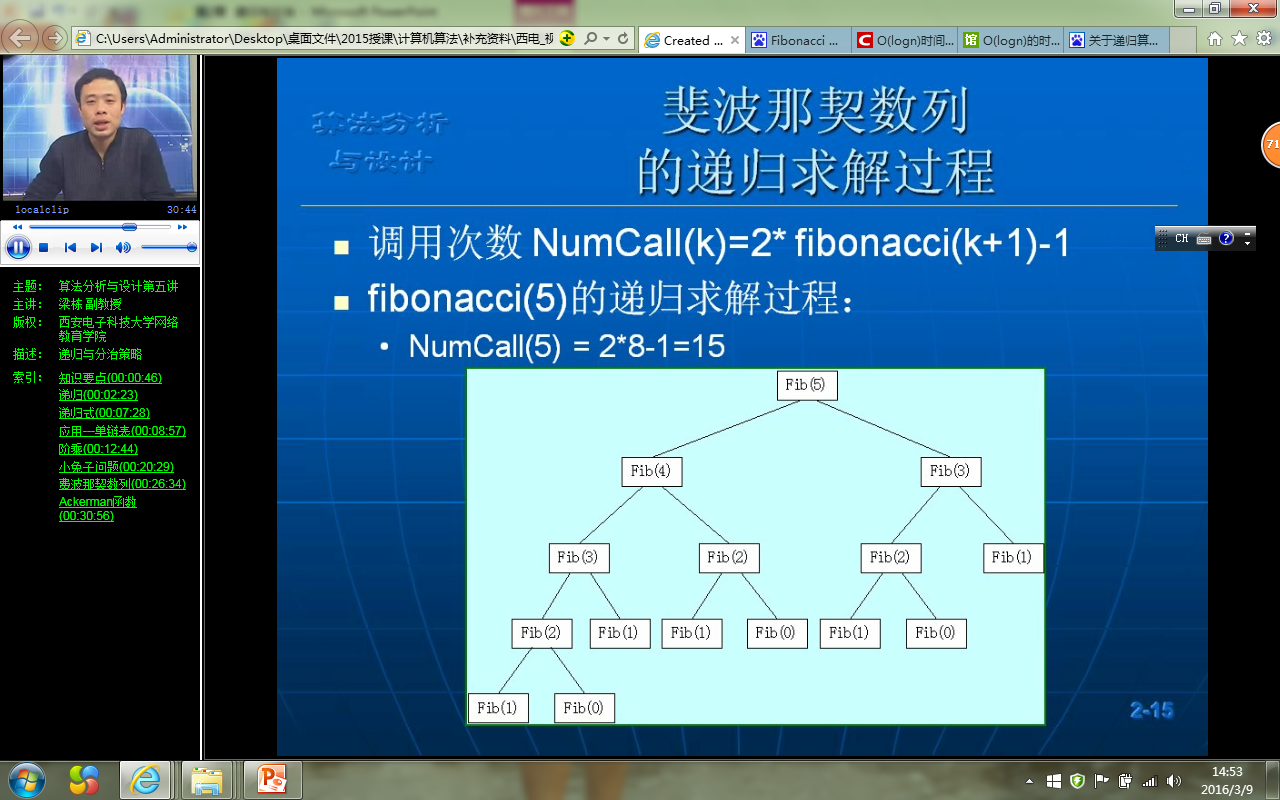 C:\Users\Administrator\Desktop\桌面文件\2015授课\计算机算法\补充资料\西电_视
Created ...
Fibonacci ...
O(logn)时间...
O(logn)的时...
关于递归算...
算法分析
与设计
斐波那契数列
的递归求解过程
71
localclip 30:44
调用次数 NumCall(k)=2* fibonacci(k+1)-1
CH
fibonacci(5)的递归求解过程：
NumCall(5) = 2*8-1=15
主题： 算法分析与设计第五讲
主讲： 梁栋 副教授
版权： 西安电子科技大学网络
教育学院
描述： 递归与分治策略
索引： 知识要点(00:00:46)
递归(00:02:23)
递归式(00:07:28)
应用—单链表(00:08:57)
阶乘(00:12:44)
小兔子问题(00:20:29)
费波那契数列(00:26:34)
Ackerman函数
(00:30:56)
Fib(5)
Fib(4) Fib(3)
Fib(3) Fib(2) Fib(2) Fib(1)
Fib(2) Fib(1) Fib(1) Fib(0) Fib(1) Fib(0)
Fib(1) Fib(0)
2-15
14:53
2016/3/9